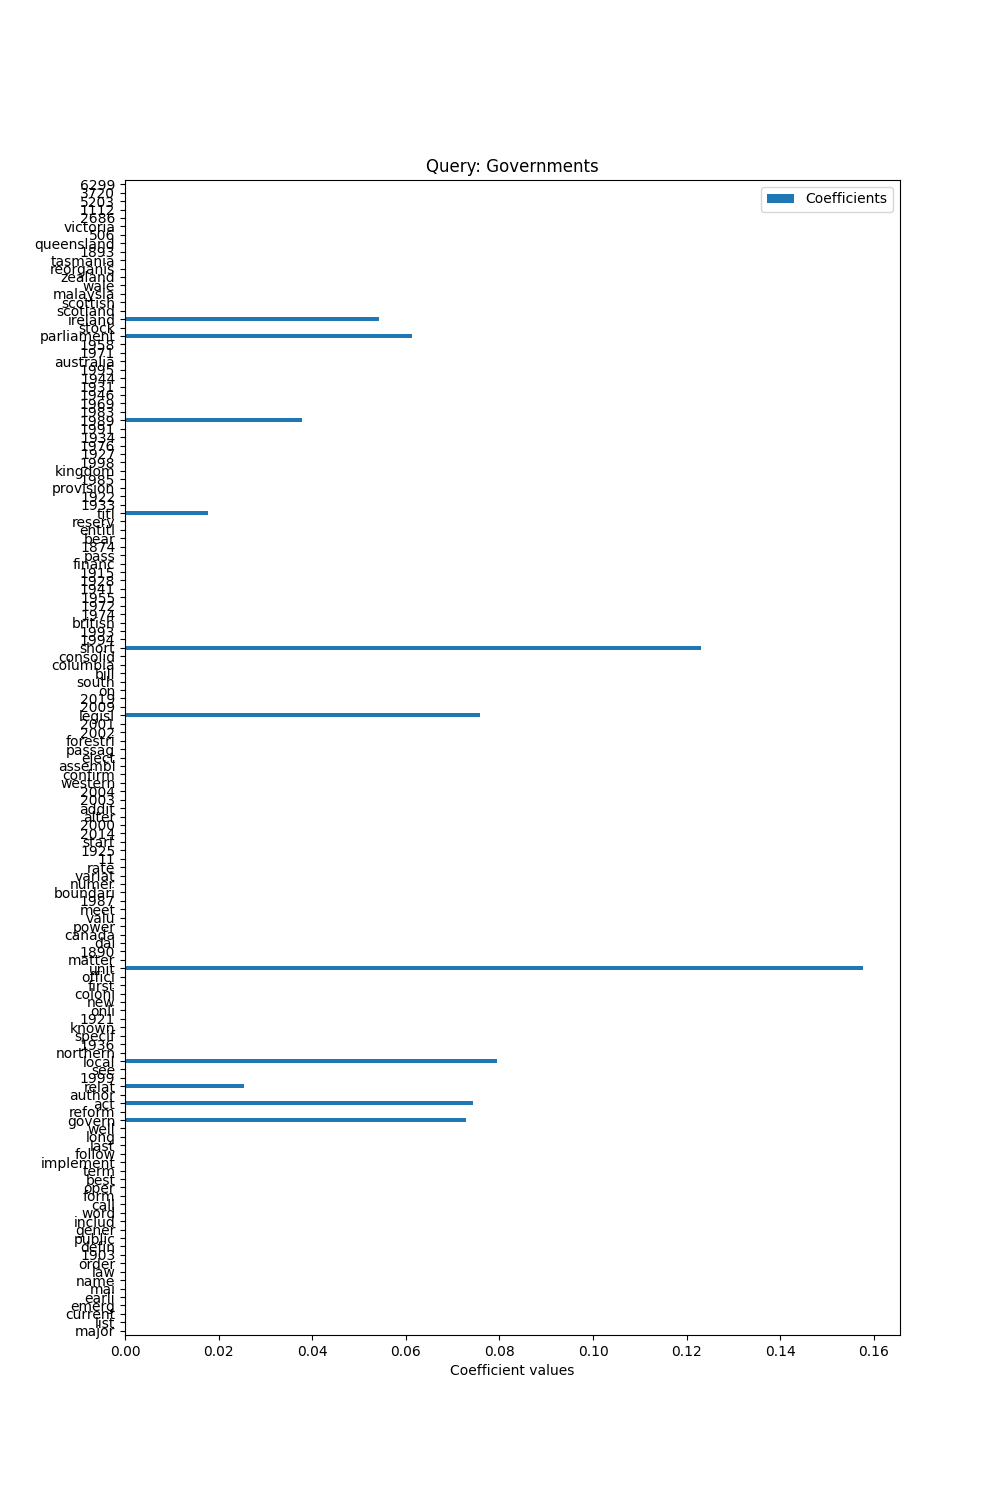 Query: Governments
Coefficients
6299
3720
5203
1112
2686
victoria
506
queensland
1893
tasmania
reorganis
zealand
wale
malaysia
scottish
scotland
ireland
stock
parliament
1958
1971
australia
1995
1944
1931
1946
1969
1983
1989
1991
1934
1976
1927
1998
kingdom
1985
provision
1922
1933
titl
reserv
entitl
bear
1874
pass
financ
1915
1928
1941
1955
1972
1974
british
1993
1994
short
consolid
columbia
bill
south
on
2019
2009
legisl
2001
2002
forestri
passag
elect
assembl
confirm
western
2004
2003
addit
alter
2000
2014
start
1925
11
rate
variat
numer
boundari
1987
meet
valu
power
canada
dai
1890
matter
unit
offici
first
coloni
new
onli
1921
known
specif
1936
northern
local
see
1999
relat
author
act
reform
govern
well
long
last
follow
implement
term
best
oper
form
call
word
includ
gener
public
defin
1903
order
law
name
mai
earli
emerg
current
list
major
0.00 0.02 0.04 0.06 0.08 0.10 0.12 0.14 0.16
Coefficient values